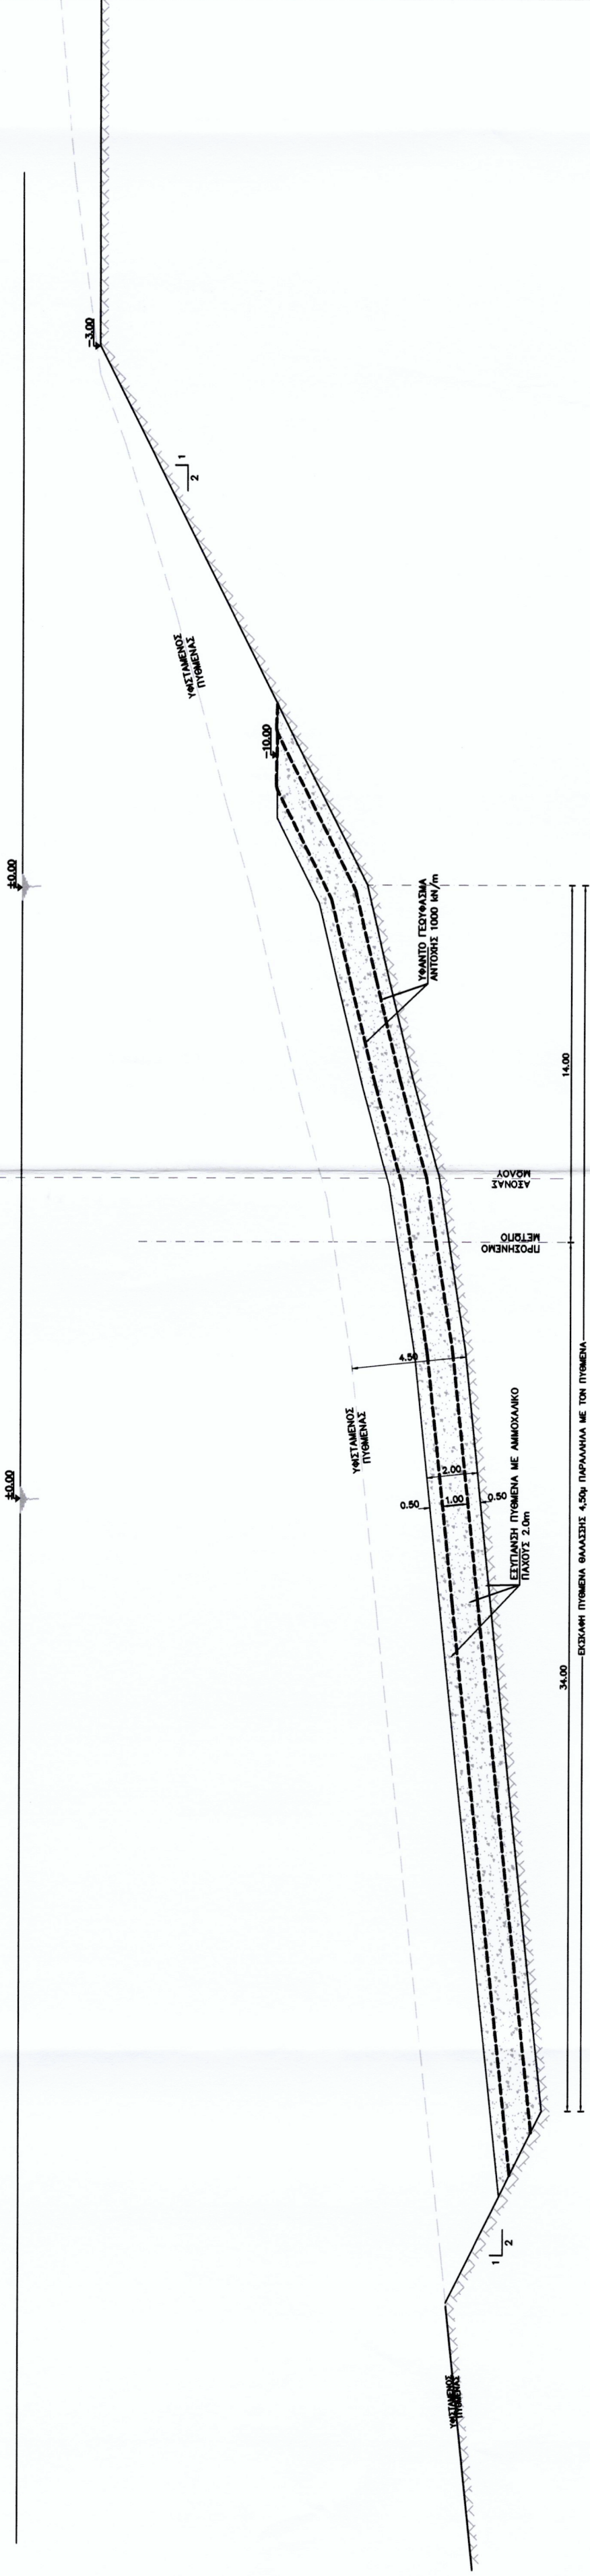 -3.00
1
2
ΥΦΙΣΤΑΜΕΝΟΣ
ΠΥΘΜΕΝΑΣ
-10.00
±0.00
ΥΦΑΝΤΟ ΓΕΩΥΦΑΣΜΑ
ΑΝΤΟΧΗΣ 1000 kN/m
14.00
ΑΞΟΝΑΣ
ΜΩΛΟΥ
ΠΡΟΣΗΝΕΜΟ
ΜΕΤΩΠΟ
4.50
ΥΦΙΣΤΑΜΕΝΟΣ
ΠΥΘΜΕΝΑΣ
±0.00
2.00
0.50
1.00
0.50
ΕΞΥΓΙΑΝΣΗ ΠΥΘΜΕΝΑ ΜΕ ΑΜΜΟΧΑΛΙΚΟ
ΠΑΧΟΥΣ 2.0m
ΕΚΣΚΑΦΗ ΠΥΘΜΕΝΑ ΘΑΛΑΣΣΗΣ 4,50μ ΠΑΡΑΛΛΗΛΑ ΜΕ ΤΟΝ ΠΥΘΜΕΝΑ
34.00
1
2
ΥΦΙΣΤΑΜΕΝΟΣ
ΠΥΘΜΕΝΑΣ